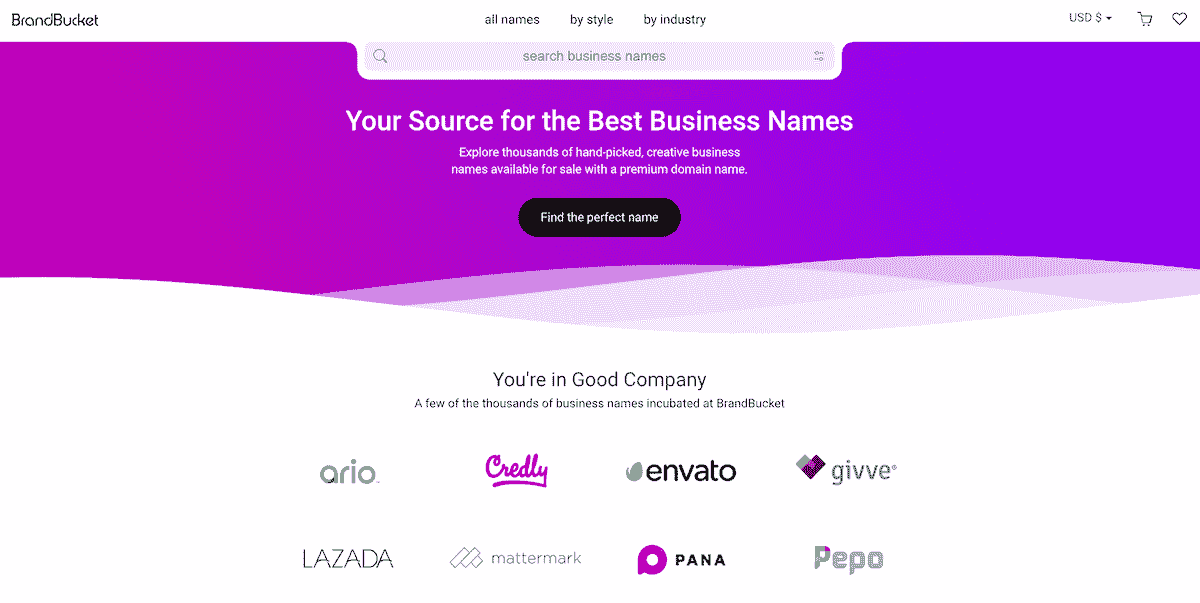 BrandBucket
all names by style by industry
USD $
search business names
Your Source for the Best Business Names
Explore thousands of hand-picked, creative business
names available for sale with a premium domain name.
Find the perfect name
You're in Good Company
A few of the thousands of business names incubated at BrandBucket
ario
Credly
envato
givve®
LAZADA
mattermark
PANA
Pepo